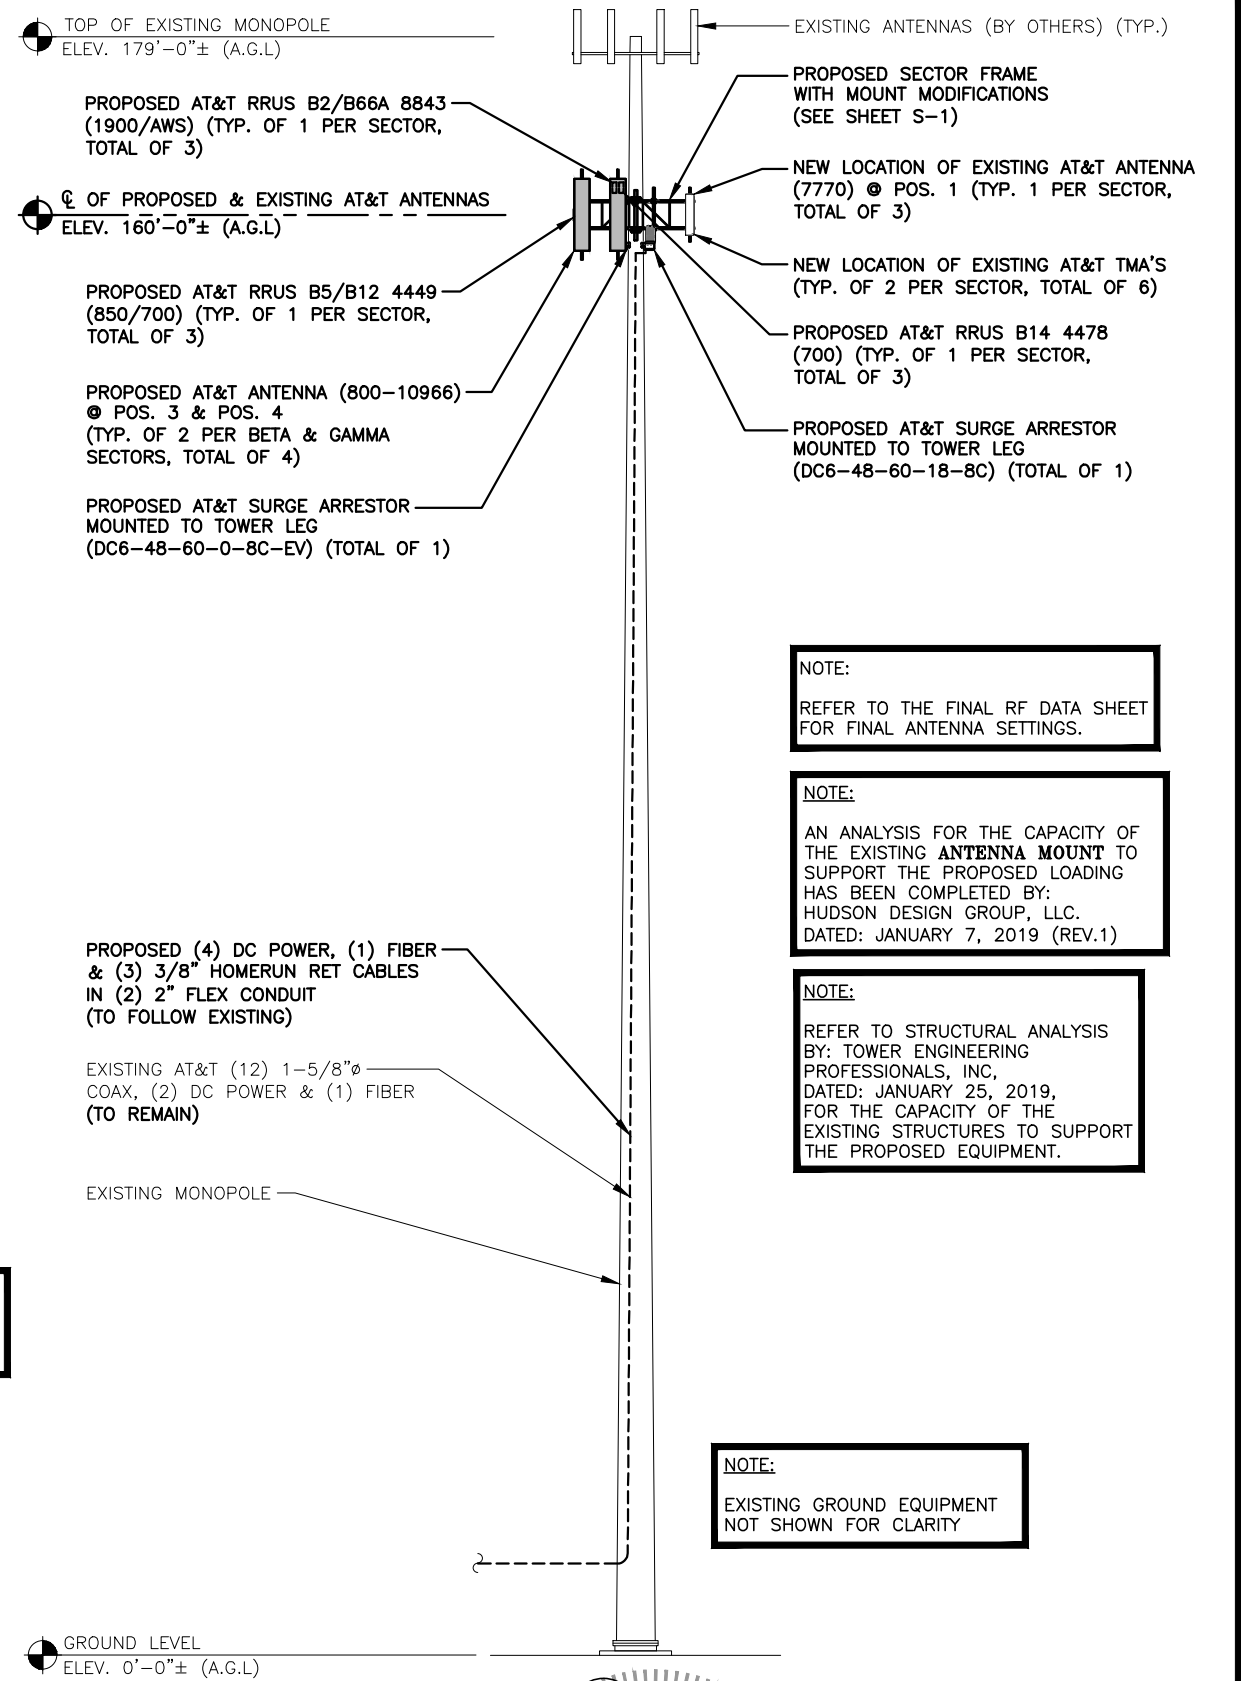 TOP OF EXISTING MONOPOLE
ELEV. 179'-0"± (A.G.L)
EXISTING ANTENNAS (BY OTHERS) (TYP.)
PROPOSED SECTOR FRAME
WITH MOUNT MODIFICATIONS
(SEE SHEET S-1)
PROPOSED AT&T RRUS B2/B66A 8843
(1900/AWS) (TYP. OF 1 PER SECTOR,
TOTAL OF 3)
NEW LOCATION OF EXISTING AT&T ANTENNA
(7770) @ POS. 1 (TYP. 1 PER SECTOR,
TOTAL OF 3)
℄ OF PROPOSED & EXISTING AT&T ANTENNAS
ELEV. 160'-0"± (A.G.L)
NEW LOCATION OF EXISTING AT&T TMA'S
(TYP. OF 2 PER SECTOR, TOTAL OF 6)
PROPOSED AT&T RRUS B5/B12 4449
(850/700) (TYP. OF 1 PER SECTOR,
TOTAL OF 3)
PROPOSED AT&T RRUS B14 4478
(700) (TYP. OF 1 PER SECTOR,
TOTAL OF 3)
PROPOSED AT&T ANTENNA (800-10966)
@ POS. 3 & POS. 4
(TYP. OF 2 PER BETA & GAMMA
SECTORS, TOTAL OF 4)
PROPOSED AT&T SURGE ARRESTOR
MOUNTED TO TOWER LEG
(DC6-48-60-18-8C) (TOTAL OF 1)
PROPOSED AT&T SURGE ARRESTOR
MOUNTED TO TOWER LEG
(DC6-48-60-0-8C-EV) (TOTAL OF 1)
NOTE:
REFER TO THE FINAL RF DATA SHEET
FOR FINAL ANTENNA SETTINGS.
NOTE:
AN ANALYSIS FOR THE CAPACITY OF
THE EXISTING ANTENNA MOUNT TO
SUPPORT THE PROPOSED LOADING
HAS BEEN COMPLETED BY:
HUDSON DESIGN GROUP, LLC.
DATED: JANUARY 7, 2019 (REV.1)
PROPOSED (4) DC POWER, (1) FIBER
& (3) 3/8" HOMERUN RET CABLES
IN (2) 2" FLEX CONDUIT
(TO FOLLOW EXISTING)
NOTE:
REFER TO STRUCTURAL ANALYSIS
BY: TOWER ENGINEERING
PROFESSIONALS, INC,
DATED: JANUARY 25, 2019,
FOR THE CAPACITY OF THE
EXISTING STRUCTURES TO SUPPORT
THE PROPOSED EQUIPMENT.
EXISTING AT&T (12) 1-5/8"ø
COAX, (2) DC POWER & (1) FIBER
(TO REMAIN)
EXISTING MONOPOLE
NOTE:
EXISTING GROUND EQUIPMENT
NOT SHOWN FOR CLARITY
GROUND LEVEL
ELEV. 0'-0"± (A.G.L)